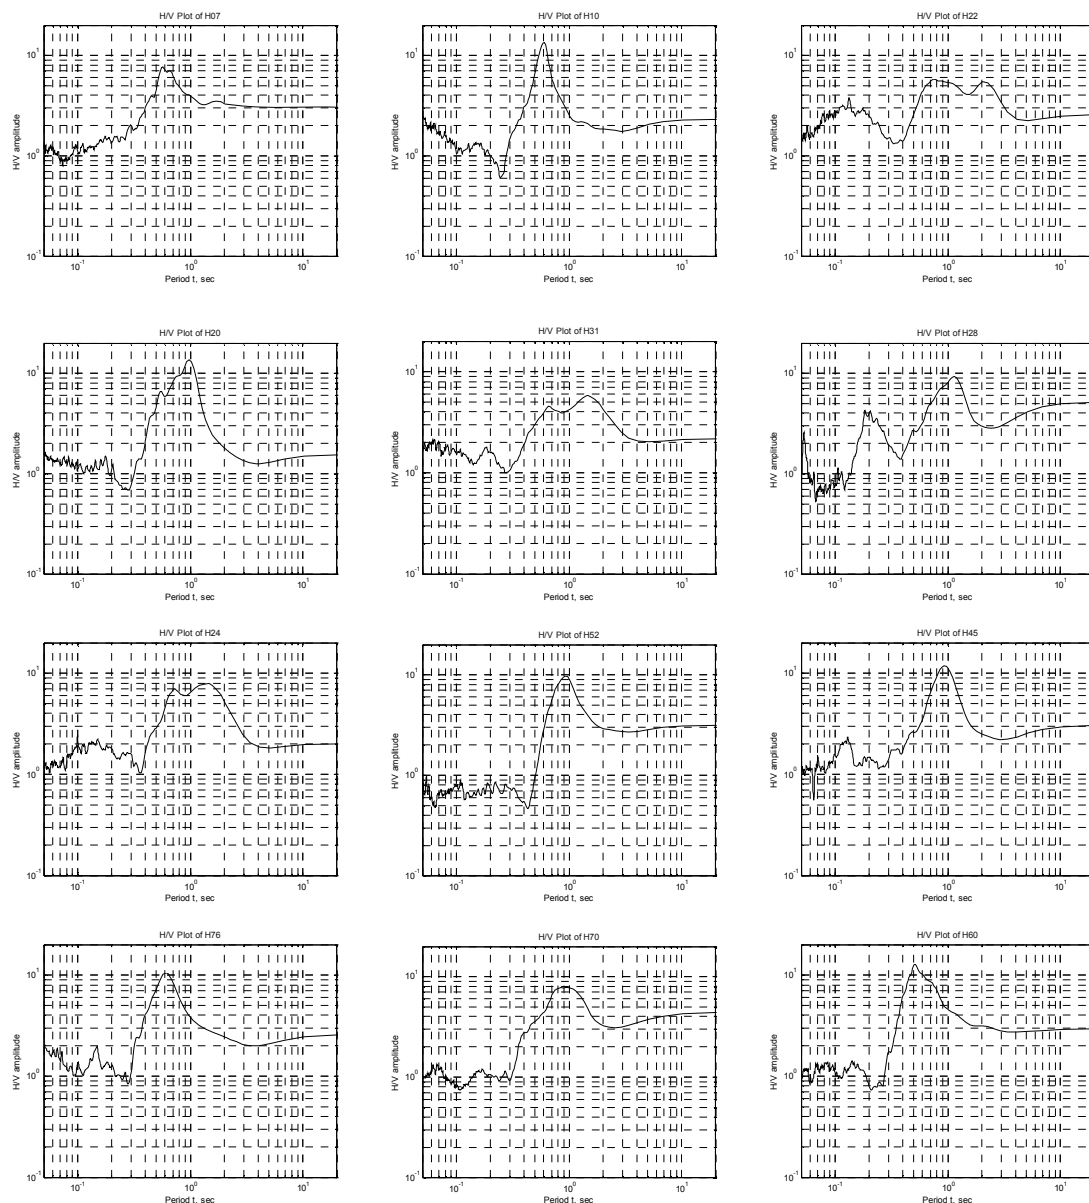 H/V Plot of H07 H/V Plot of H10 H/V Plot of H22
10¹ 10¹ 10¹
H/V amplitude H/V amplitude H/V amplitude
10⁰ 10⁰ 10⁰
10⁻¹ 10⁻¹ 10⁻¹
10⁻¹ 10⁰ 10¹ 10⁻¹ 10⁰ 10¹ 10⁻¹ 10⁰ 10¹
Period t, sec Period t, sec Period t, sec
H/V Plot of H20 H/V Plot of H31 H/V Plot of H28
10¹ 10¹ 10¹
H/V amplitude H/V amplitude H/V amplitude
10⁰ 10⁰ 10⁰
10⁻¹ 10⁻¹ 10⁻¹
10⁻¹ 10⁰ 10¹ 10⁻¹ 10⁰ 10¹ 10⁻¹ 10⁰ 10¹
Period t, sec Period t, sec Period t, sec
H/V Plot of H24 H/V Plot of H52 H/V Plot of H45
10¹ 10¹ 10¹
H/V amplitude H/V amplitude H/V amplitude
10⁰ 10⁰ 10⁰
10⁻¹ 10⁻¹ 10⁻¹
10⁻¹ 10⁰ 10¹ 10⁻¹ 10⁰ 10¹ 10⁻¹ 10⁰ 10¹
Period t, sec Period t, sec Period t, sec
H/V Plot of H76 H/V Plot of H70 H/V Plot of H60
10¹ 10¹ 10¹
H/V amplitude H/V amplitude H/V amplitude
10⁰ 10⁰ 10⁰
10⁻¹ 10⁻¹ 10⁻¹
10⁻¹ 10⁰ 10¹ 10⁻¹ 10⁰ 10¹ 10⁻¹ 10⁰ 10¹
Period t, sec Period t, sec Period t, sec